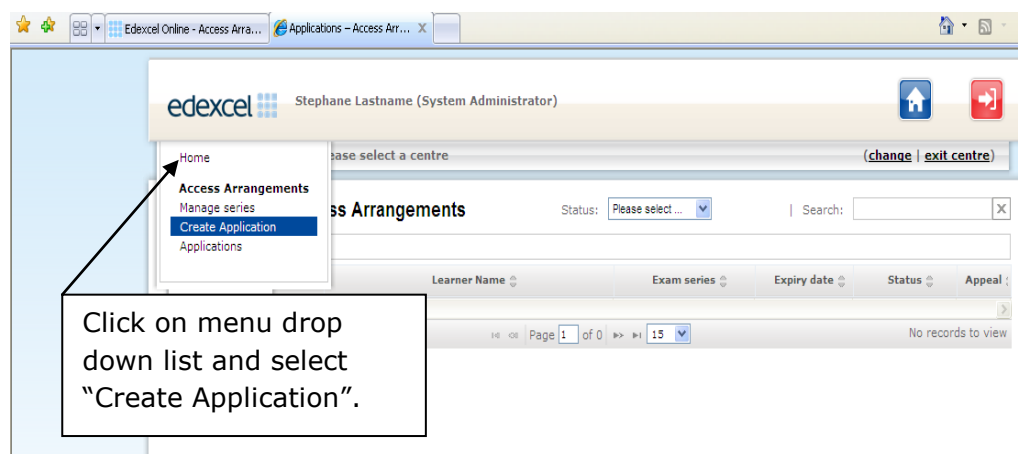 Edexcel Online - Access Arra...
Applications – Access Arr... X
edexcel
Stephane Lastname (System Administrator)
Home
ease select a centre
(change | exit centre)
Access Arrangements
Manage series
Create Application
Applications
ss Arrangements
Status: Please select ...
| Search: X
Learner Name Exam series Expiry date Status Appeal
Page 1 of 0 15 No records to view
Click on menu drop
down list and select
“Create Application”.